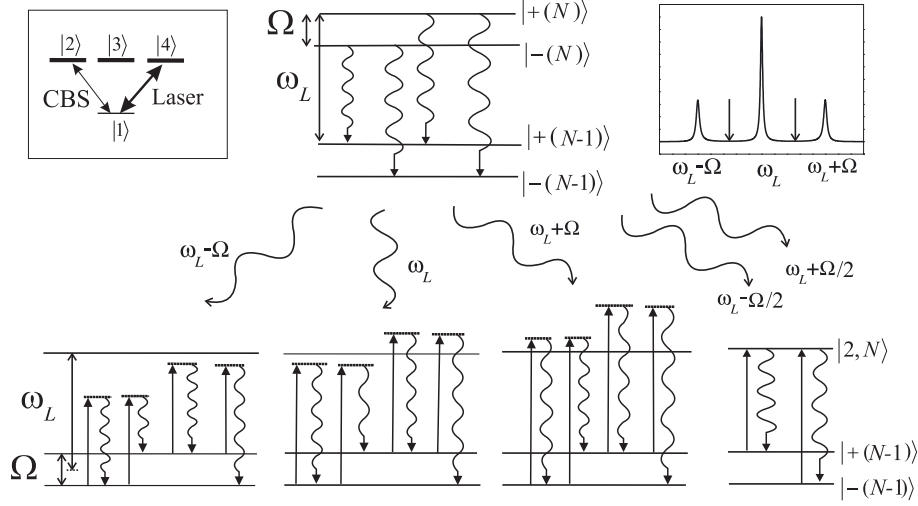 |2⟩ |3⟩ |4⟩
CBS Laser
|1⟩
Ω
ω_L
|+(N)⟩
|−(N)⟩
|+(N-1)⟩
|−(N-1)⟩
ω_L-Ω ω_L ω_L+Ω
ω_L-Ω
ω_L
ω_L+Ω
ω_L-Ω/2
ω_L+Ω/2
ω_L
Ω
...
|2,N⟩
|+(N-1)⟩
|−(N-1)⟩